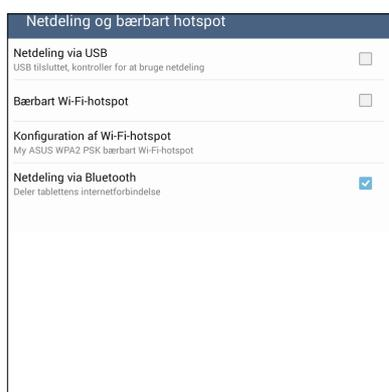 Netdeling og bærbart hotspot
Netdeling via USB
USB tilsluttet, kontroller for at bruge netdeling
Bærbart Wi-Fi-hotspot
Konfiguration af Wi-Fi-hotspot
My ASUS WPA2 PSK bærbart Wi-Fi-hotspot
Netdeling via Bluetooth
Deler tablettens internetforbindelse